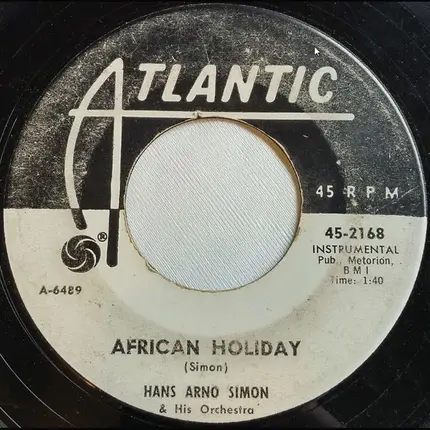 ATLANTIC
45 RPM
45-2168
INSTRUMENTAL
Pub., Metorion,
BMI
Time: 1:40
®
A-6489
AFRICAN HOLIDAY
(Simon)
HANS ARNO SIMON
& His Orchestra